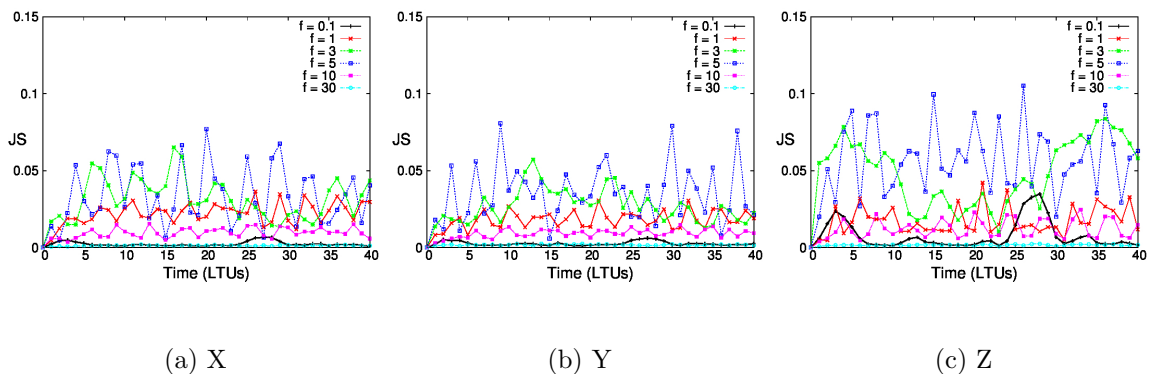 0.15
0.1
0.05
0
JS
0 5 10 15 20 25 30 35 40
Time (LTUs)
f = 0.1
f = 1
f = 3
f = 5
f = 10
f = 30
(a) X
0.15
0.1
0.05
0
JS
0 5 10 15 20 25 30 35 40
Time (LTUs)
f = 0.1
f = 1
f = 3
f = 5
f = 10
f = 30
(b) Y
0.15
0.1
0.05
0
JS
0 5 10 15 20 25 30 35 40
Time (LTUs)
f = 0.1
f = 1
f = 3
f = 5
f = 10
f = 30
(c) Z